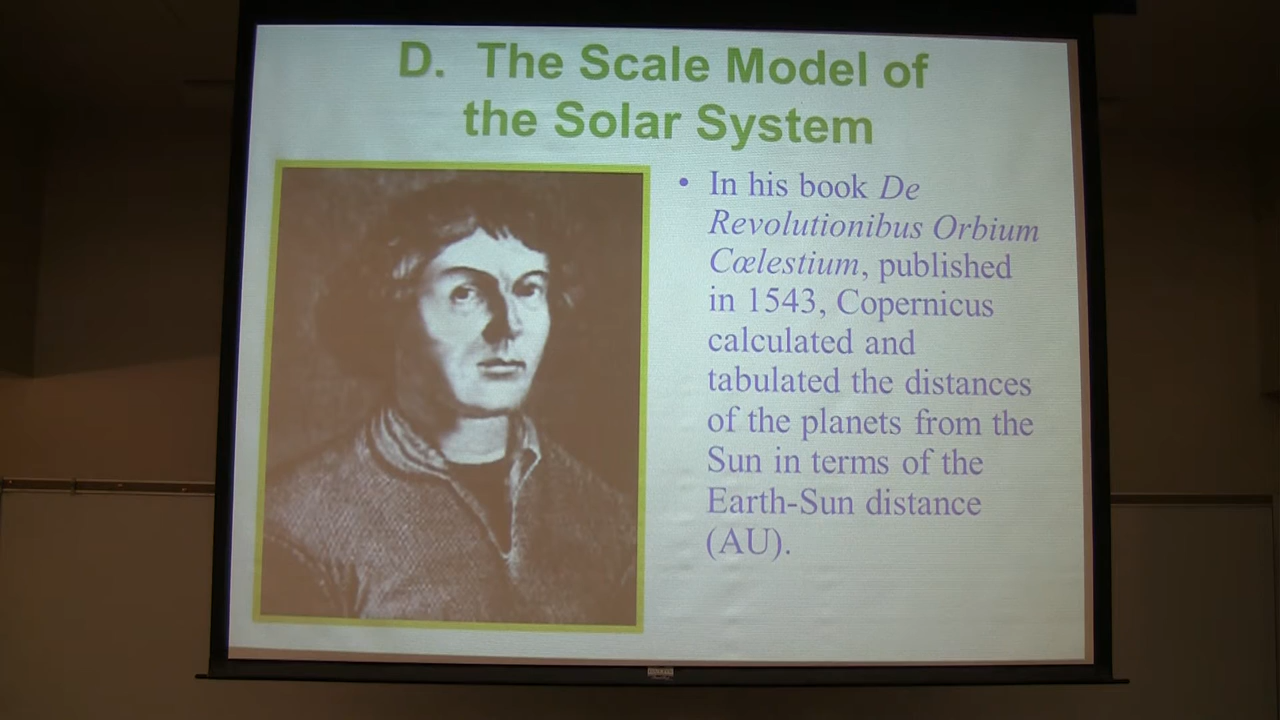 D. The Scale Model of
the Solar System
• In his book De
Revolutionibus Orbium
Cœlestium, published
in 1543, Copernicus
calculated and
tabulated the distances
of the planets from the
Sun in terms of the
Earth-Sun distance
(AU).